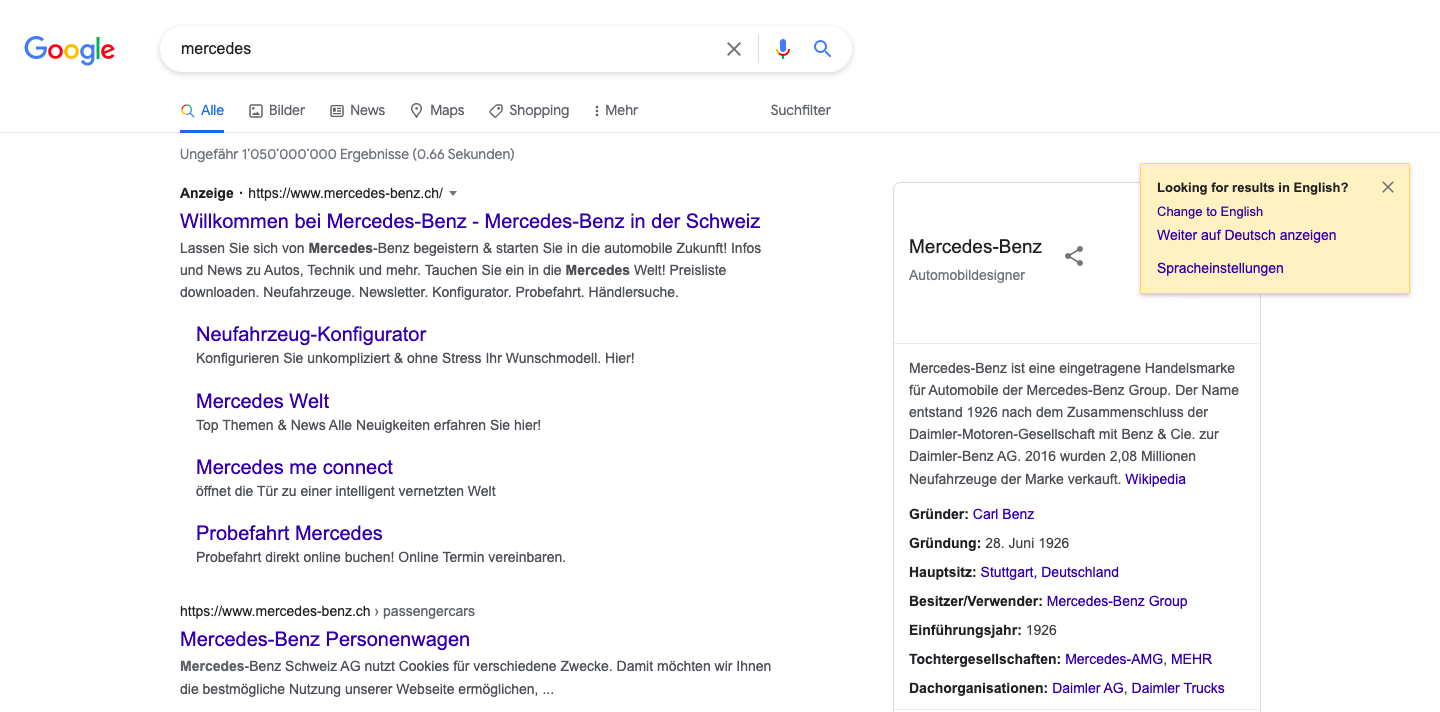 Google
mercedes
Alle
Bilder
News
Maps
Shopping
Mehr
Suchfilter
Ungefähr 1’050’000’000 Ergebnisse (0.66 Sekunden)
Anzeige · https://www.mercedes-benz.ch/
Willkommen bei Mercedes-Benz - Mercedes-Benz in der Schweiz
Lassen Sie sich von Mercedes-Benz begeistern & starten Sie in die automobile Zukunft! Infos
und News zu Autos, Technik und mehr. Tauchen Sie ein in die Mercedes Welt! Preisliste
downloaden. Neufahrzeuge. Newsletter. Konfigurator. Probefahrt. Händlersuche.
Neufahrzeug-Konfigurator
Konfigurieren Sie unkompliziert & ohne Stress Ihr Wunschmodell. Hier!
Mercedes Welt
Top Themen & News Alle Neuigkeiten erfahren Sie hier!
Mercedes me connect
öffnet die Tür zu einer intelligent vernetzten Welt
Probefahrt Mercedes
Probefahrt direkt online buchen! Online Termin vereinbaren.
https://www.mercedes-benz.ch › passengercars
Mercedes-Benz Personenwagen
Mercedes-Benz Schweiz AG nutzt Cookies für verschiedene Zwecke. Damit möchten wir Ihnen
die bestmögliche Nutzung unserer Webseite ermöglichen, ...
Looking for results in English?
Change to English
Weiter auf Deutsch anzeigen
Spracheinstellungen
Mercedes-Benz
Automobildesigner
Mercedes-Benz ist eine eingetragene Handelsmarke
für Automobile der Mercedes-Benz Group. Der Name
entstand 1926 nach dem Zusammenschluss der
Daimler-Motoren-Gesellschaft mit Benz & Cie. zur
Daimler-Benz AG. 2016 wurden 2,08 Millionen
Neufahrzeuge der Marke verkauft. Wikipedia
Gründer: Carl Benz
Gründung: 28. Juni 1926
Hauptsitz: Stuttgart, Deutschland
Besitzer/Verwender: Mercedes-Benz Group
Einführungsjahr: 1926
Tochtergesellschaften: Mercedes-AMG, MEHR
Dachorganisationen: Daimler AG, Daimler Trucks